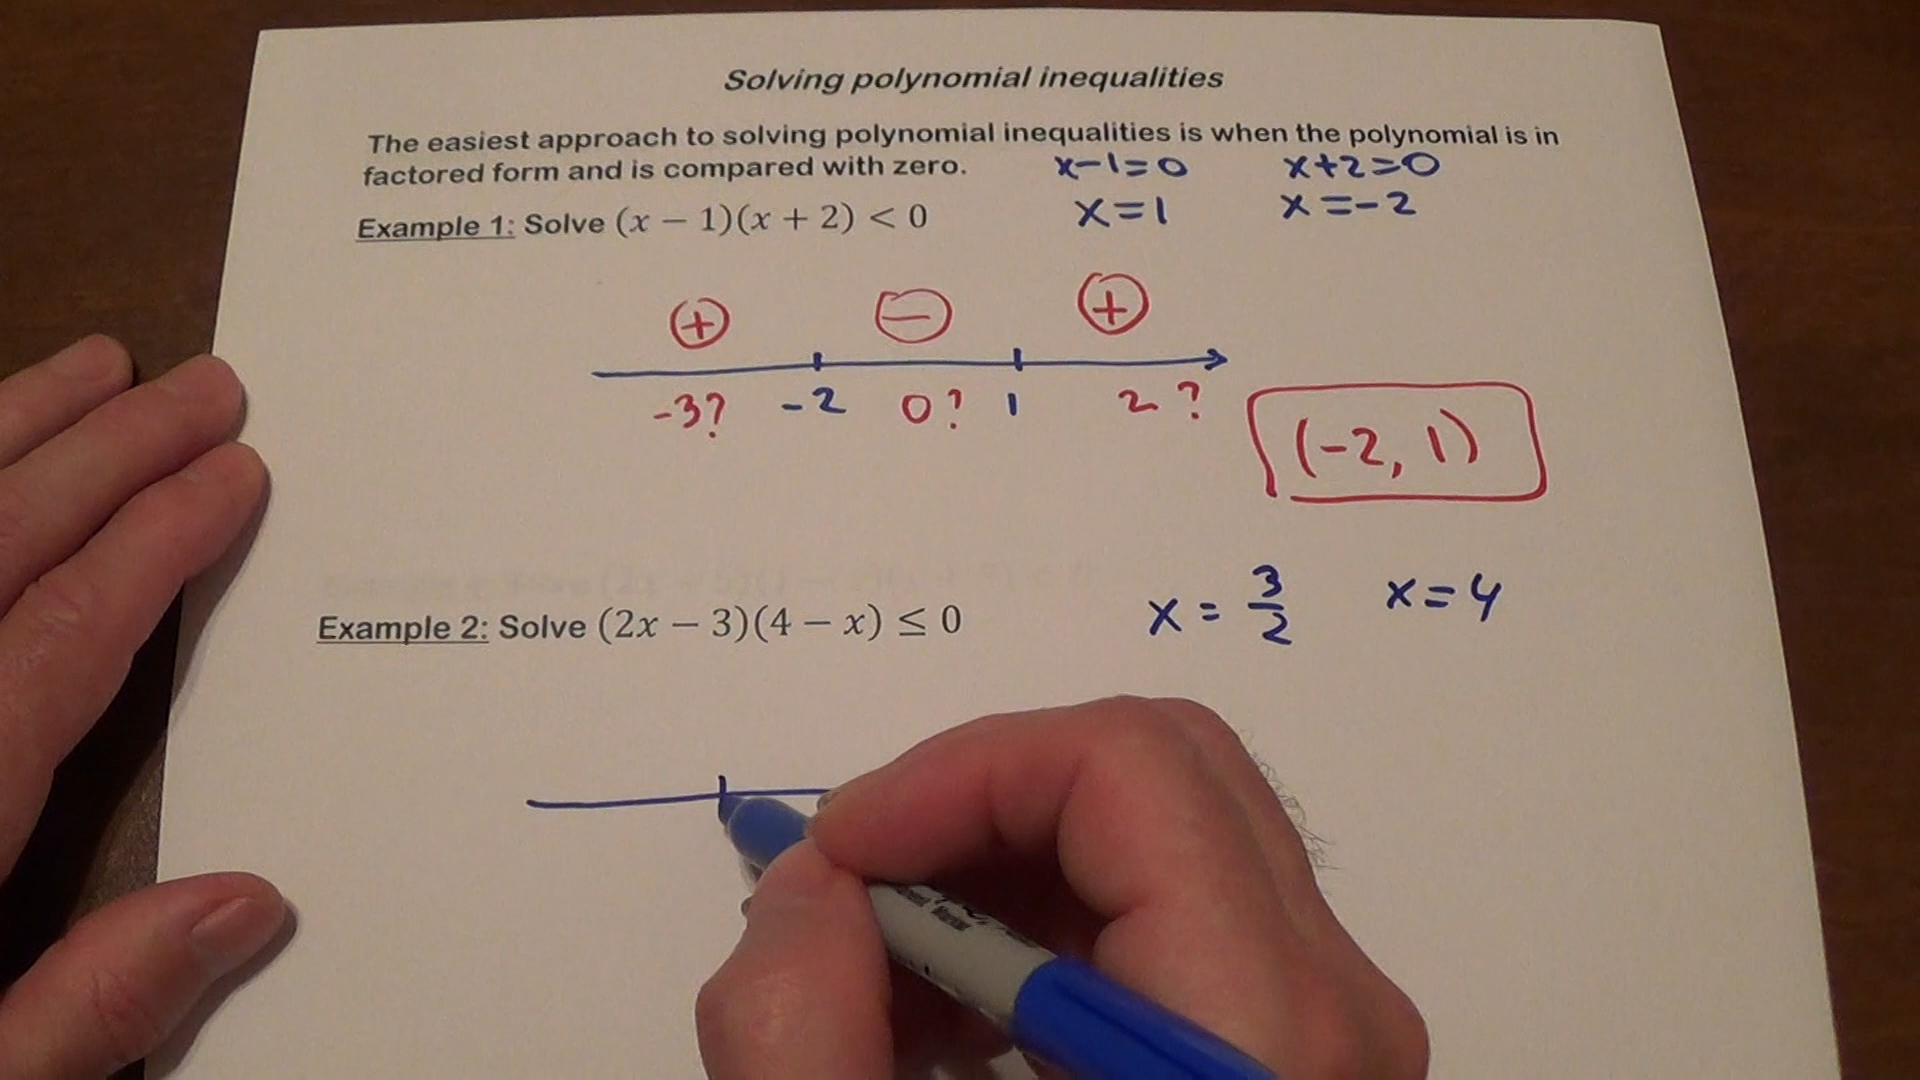 Solving polynomial inequalities
The easiest approach to solving polynomial inequalities is when the polynomial is in
factored form and is compared with zero.
x-1=0 x+2=0
Example 1: Solve (x − 1)(x + 2) < 0
x=1 x=-2
+ − +
-3? -2 0? 1 2?
(-2, 1)
Example 2: Solve (2x − 3)(4 − x) ≤ 0
x = 3/2 x=4